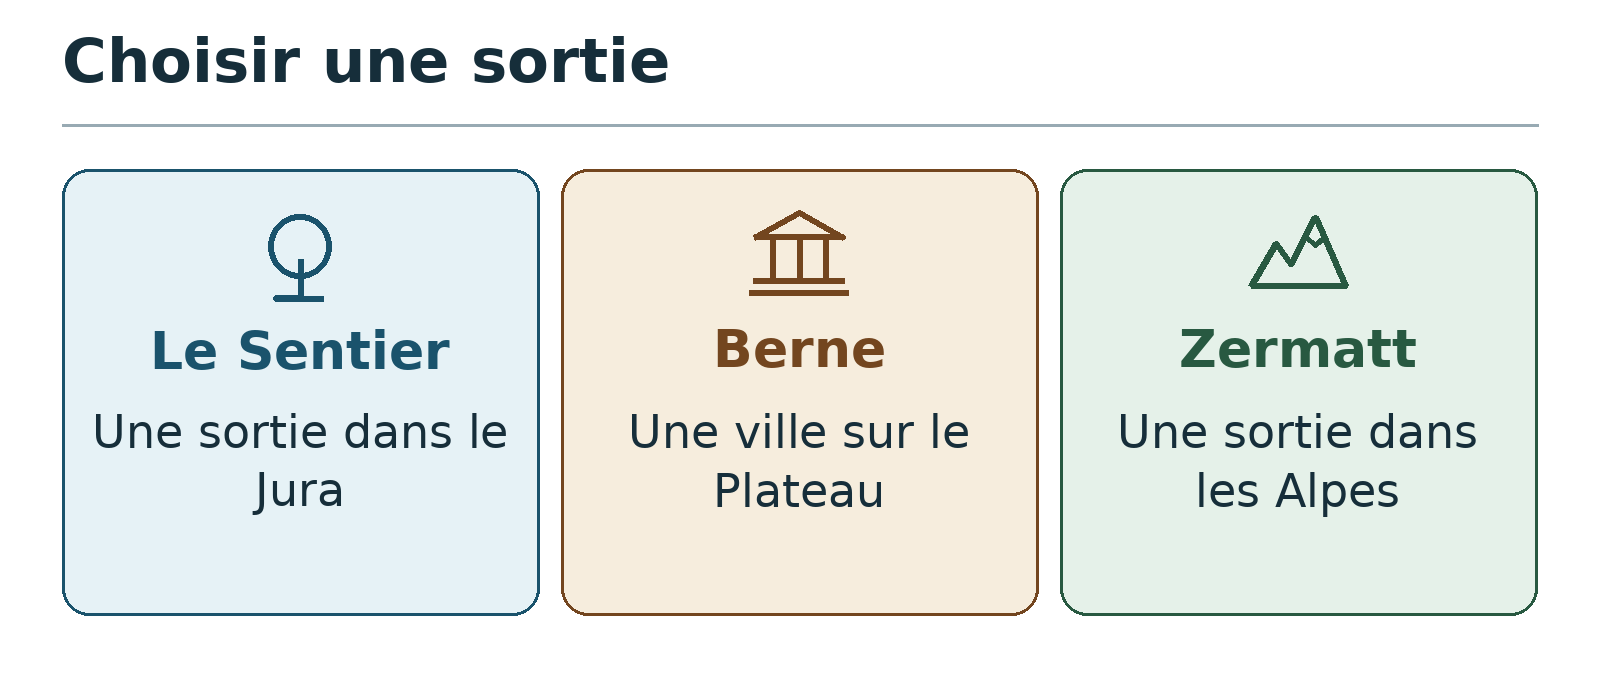 Choisir une sortie
Le Sentier
Une sortie dans le
Jura
Berne
Une ville sur le
Plateau
Zermatt
Une sortie dans
les Alpes